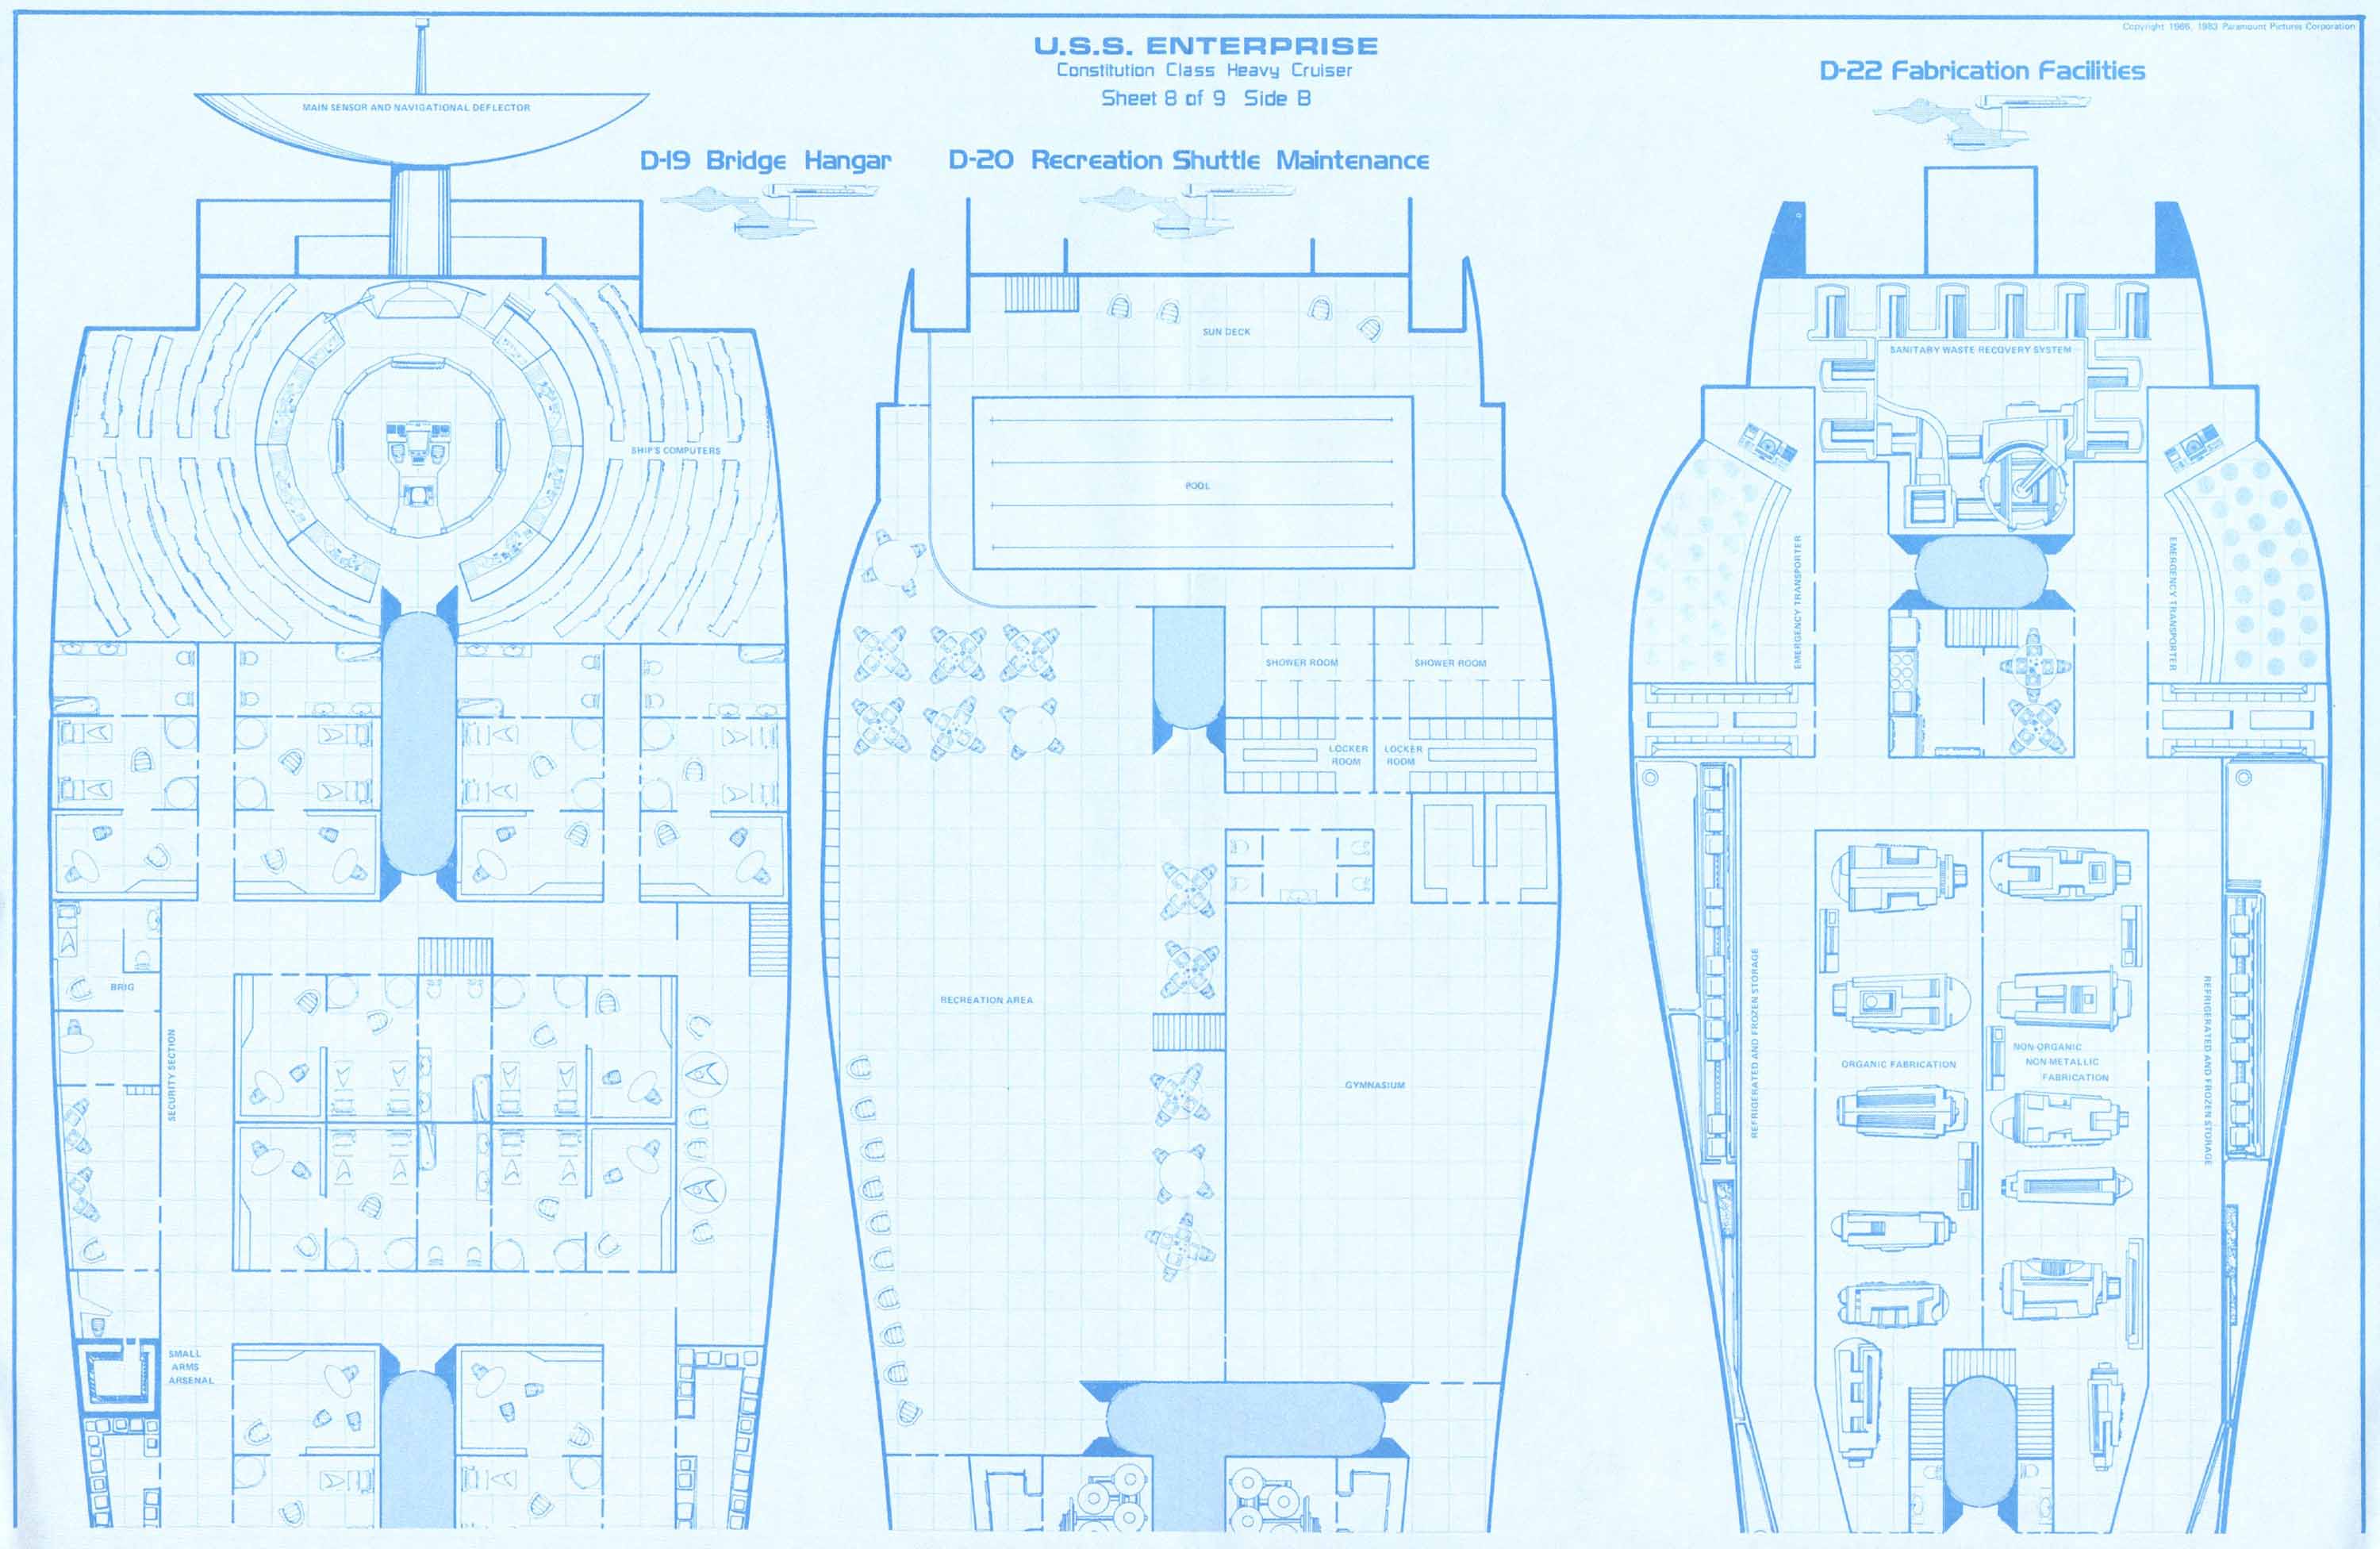 Copyright 1966, 1983 Paramount Pictures Corporation
U.S.S. ENTERPRISE
Constitution Class Heavy Cruiser
Sheet 8 of 9 Side B
D-22 Fabrication Facilities
D-19 Bridge Hangar
D-20 Recreation Shuttle Maintenance
MAIN SENSOR AND NAVIGATIONAL DEFLECTOR
SHIP'S COMPUTERS
BRIG
SECURITY SECTION
SMALL
ARMS
ARSENAL
SUN DECK
POOL
SHOWER ROOM
SHOWER ROOM
LOCKER
ROOM
LOCKER
ROOM
RECREATION AREA
GYMNASIUM
SANITARY WASTE RECOVERY SYSTEM
EMERGENCY TRANSPORTER
EMERGENCY TRANSPORTER
REFRIGERATED AND FROZEN STORAGE
ORGANIC FABRICATION
NON-ORGANIC
NON-METALLIC
FABRICATION
REFRIGERATED AND FROZEN STORAGE